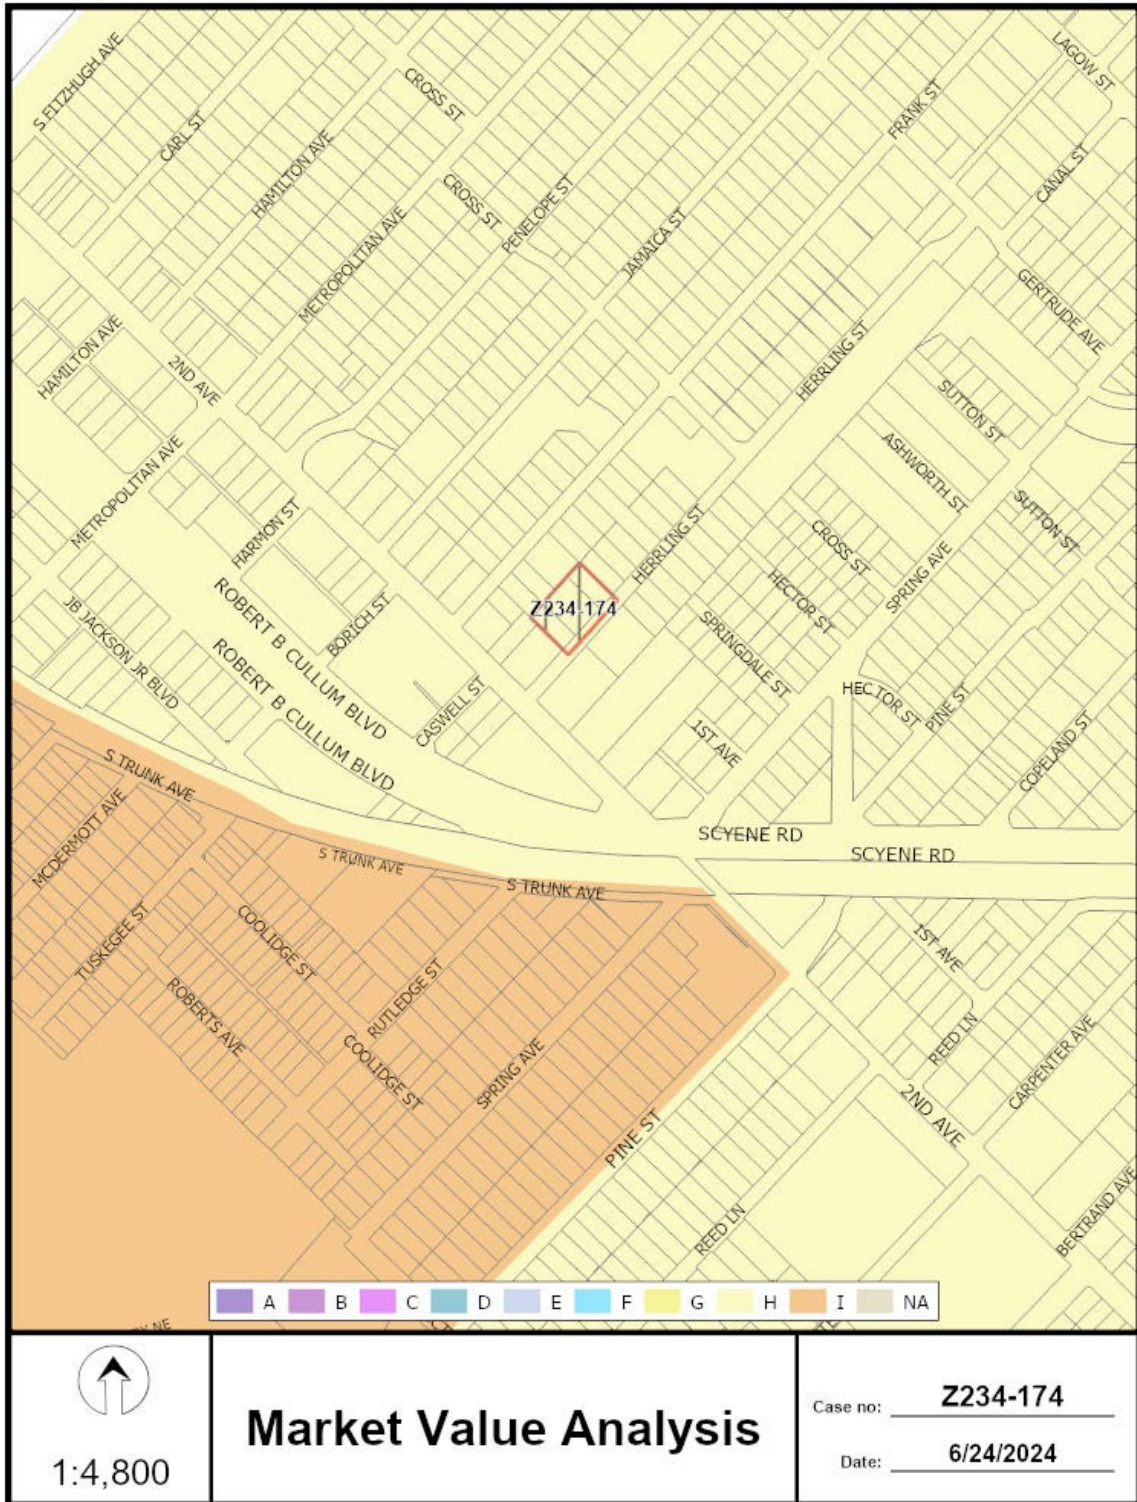 LAGOW ST
S FITZHUGH AVE
CROSS ST
CARL ST
FRANK ST
HAMILTON AVE
CANAL ST
CROSS ST
PENELOPE ST
METROPOLITAN AVE
JAMAICA ST
GERTRUDE AVE
HAMILTON AVE
2ND AVE
HERRLING ST
SUTTON ST
ASHWORTH ST
METROPOLITAN AVE
SUTTON ST
HARMON ST
HERRLING ST
CROSS ST
SPRING AVE
HECTOR ST
Z234-174
ROBERT B CULLUM BLVD
BORICH ST
JB JACKSON JR BLVD
SPRINGDALE ST
ROBERT B CULLUM BLVD
CASWELL ST
HECTOR ST
PINE ST
1ST AVE
COPELAND ST
S TRUNK AVE
MCDERMOTT AVE
SCYENE RD
SCYENE RD
S TRUNK AVE
S TRUNK AVE
TUSKEGEE ST
COOLIDGE ST
1ST AVE
ROBERTS AVE
RUTLEDGE ST
REED LN
COOLIDGE ST
SPRING AVE
CARPENTER AVE
2ND AVE
PINE ST
REED LN
BERTRAND AVE
A B C D E F G H I NA
1:4,800
Market Value Analysis
Case no: Z234-174
Date: 6/24/2024